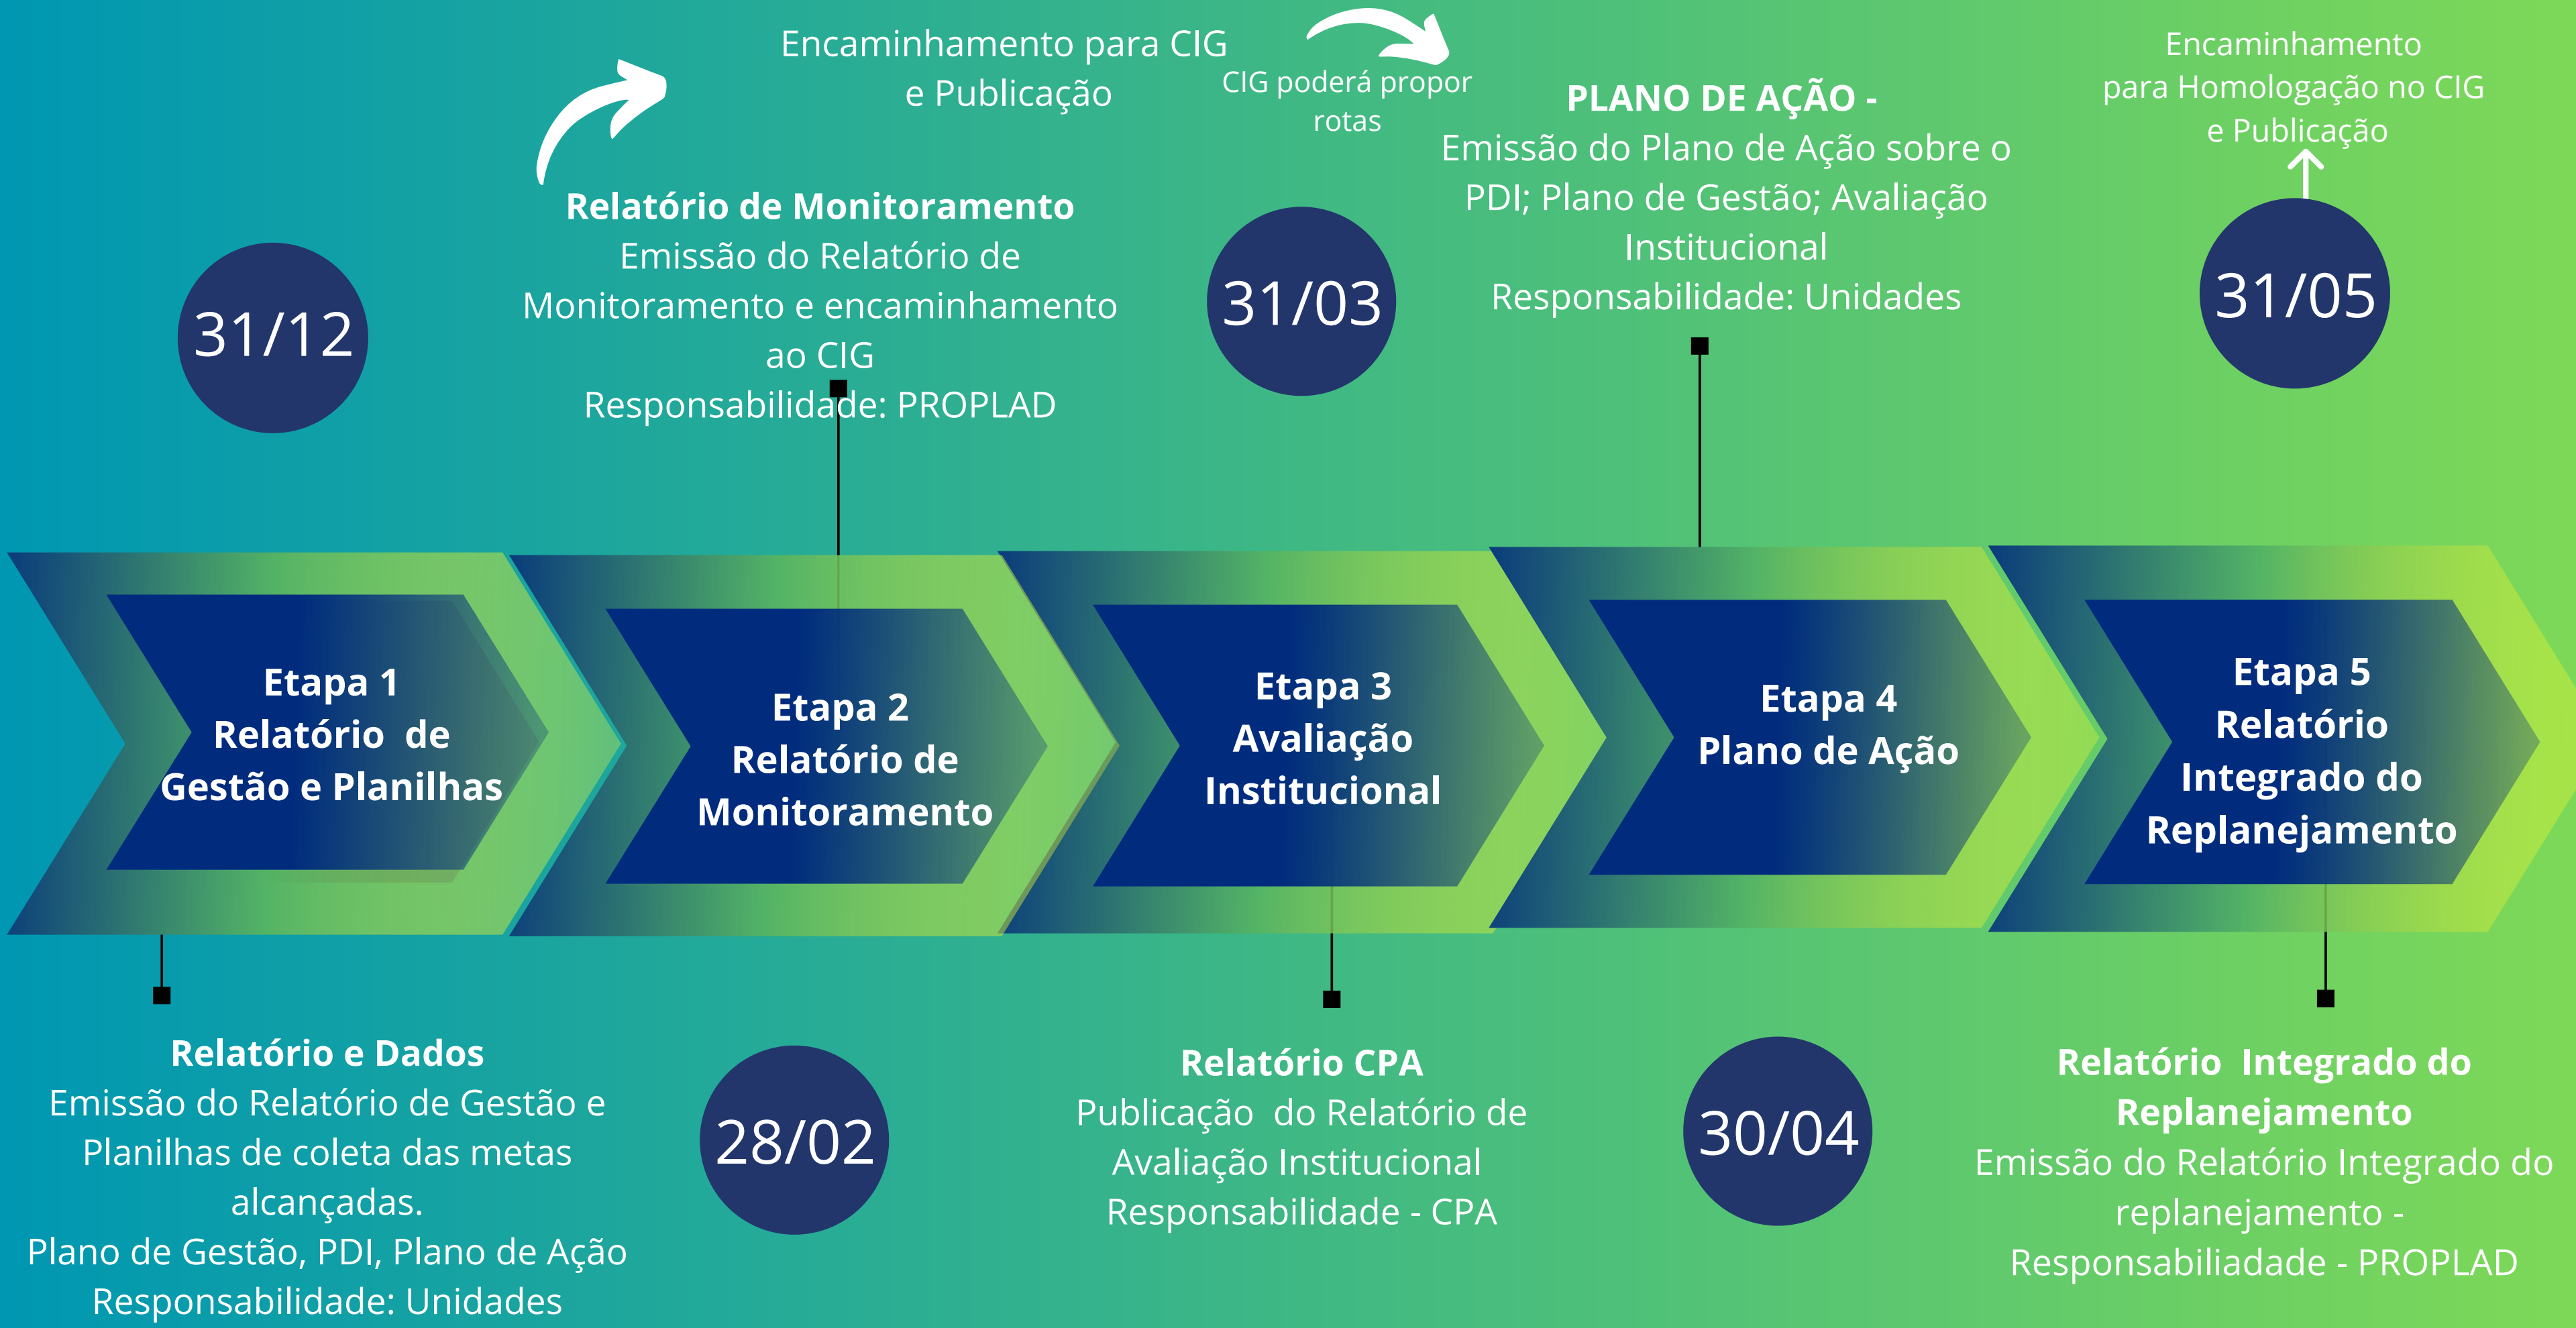 Encaminhamento para CIG
e Publicação
CIG poderá propor
rotas
Encaminhamento
para Homologação no CIG
e Publicação
31/12
Relatório de Monitoramento
Emissão do Relatório de
Monitoramento e encaminhamento
ao CIG
Responsabilidade: PROPLAD
31/03
PLANO DE AÇÃO -
Emissão do Plano de Ação sobre o
PDI; Plano de Gestão; Avaliação
Institucional
Responsabilidade: Unidades
31/05
Etapa 1
Relatório  de
Gestão e Planilhas
Etapa 2
Relatório de
Monitoramento
Etapa 3
Avaliação
Institucional
Etapa 4
Plano de Ação
Etapa 5
Relatório
Integrado do
Replanejamento
Relatório e Dados
Emissão do Relatório de Gestão e
Planilhas de coleta das metas
alcançadas.
Plano de Gestão, PDI, Plano de Ação
Responsabilidade: Unidades
28/02
Relatório CPA
Publicação  do Relatório de
Avaliação Institucional
Responsabilidade - CPA
30/04
Relatório  Integrado do
Replanejamento
Emissão do Relatório Integrado do
replanejamento -
Responsabiliadade - PROPLAD